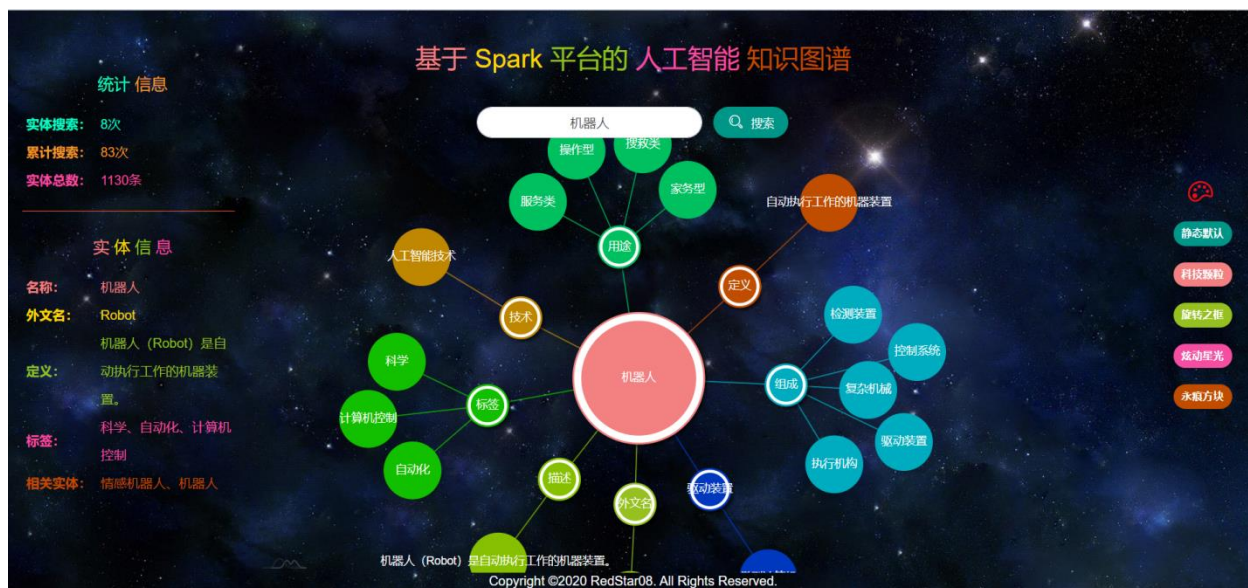 基于 Spark 平台的 人工智能 知识图谱
统计 信息
实体搜索： 8次
累计搜索： 83次
实体总数： 1130条
实 体 信 息
名称： 机器人
外文名： Robot
定义： 机器人（Robot）是自
动执行工作的机器装
置。
标签： 科学、自动化、计算机
控制
相关实体： 情感机器人、机器人
机器人
搜索
操作型
搜救类
服务类
家务型
用途
自动执行工作的机器装置
定义
人工智能技术
技术
机器人
检测装置
控制系统
复杂机械
驱动装置
执行机构
组成
科学
计算机控制
自动化
标签
描述
机器人（Robot）是自动执行工作的机器装置。
外文名
驱动装置
静态默认
科技颗粒
旋转之框
炫动星光
永痕方块
Copyright ©2020 RedStar08. All Rights Reserved.